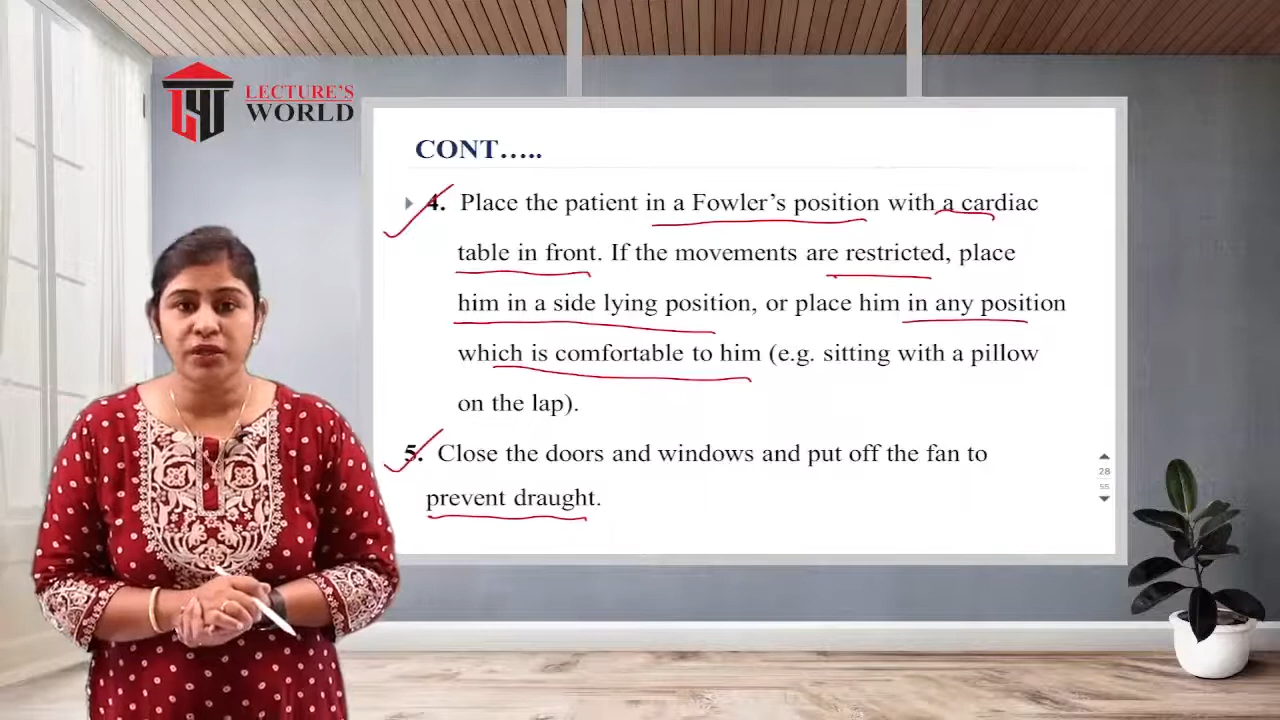 LECTURE'S
WORLD
CONT.....
4. Place the patient in a Fowler's position with a cardiac
table in front. If the movements are restricted, place
him in a side lying position, or place him in any position
which is comfortable to him (e.g. sitting with a pillow
on the lap).
5. Close the doors and windows and put off the fan to
prevent draught.
28
55